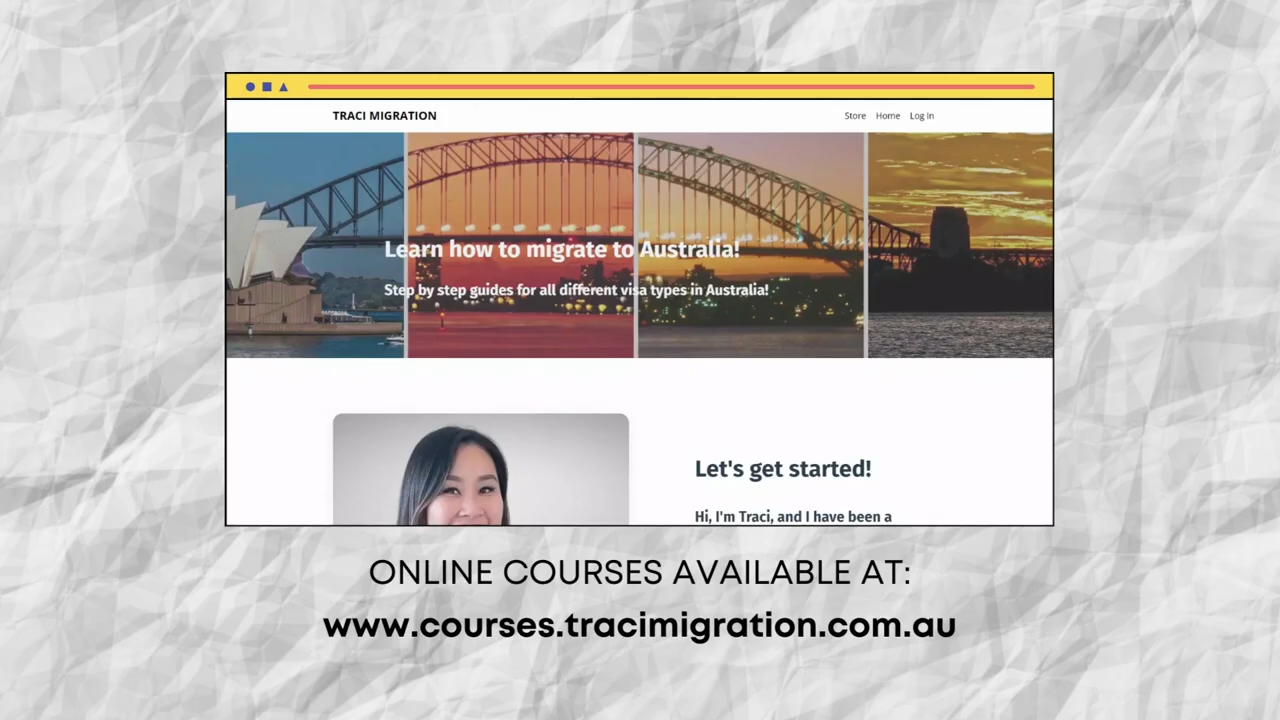 TRACI MIGRATION
Store Home Log In
Learn how to migrate to Australia!
Step by step guides for all different visa types in Australia!
Let's get started!
Hi, I'm Traci, and I have been a
ONLINE COURSES AVAILABLE AT:
www.courses.tracimigration.com.au